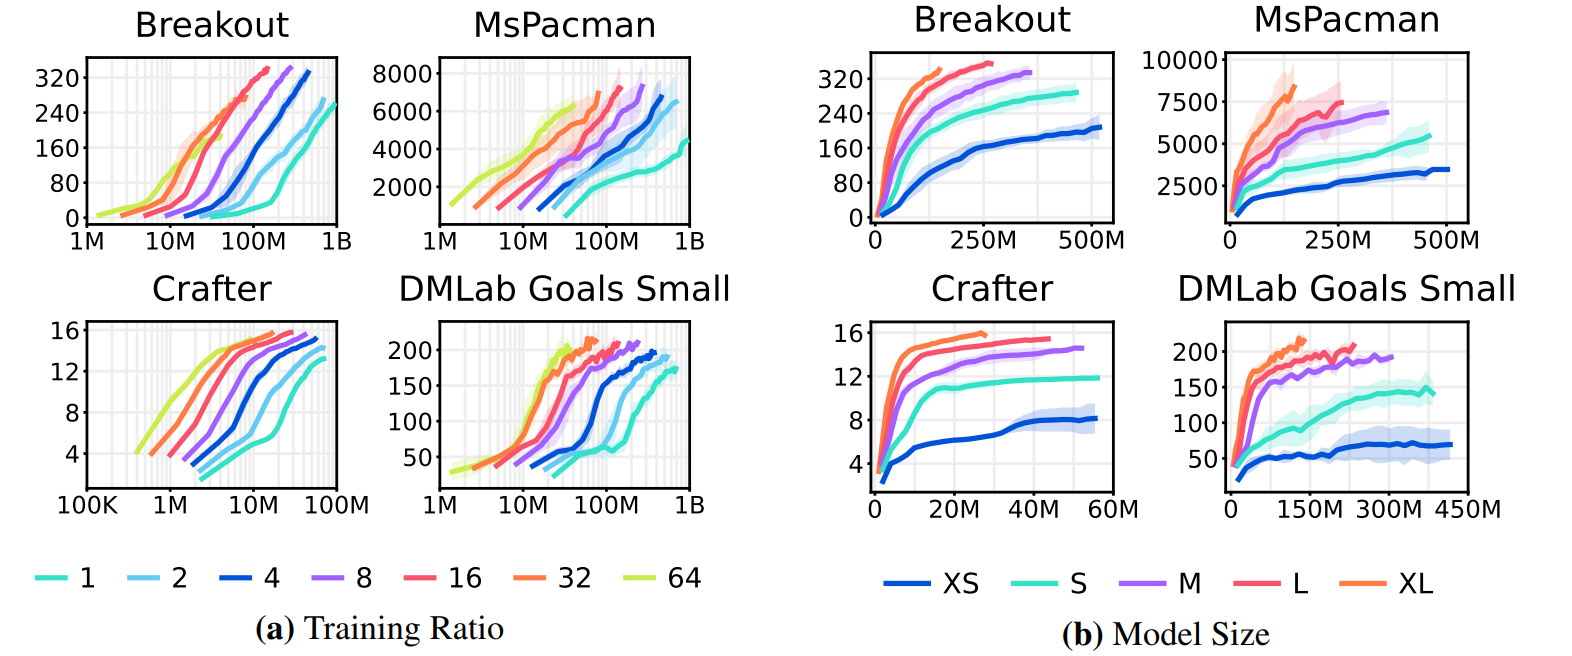 Breakout
MsPacman
320
240
160
80
0
1M 10M 100M 1B
8000
6000
4000
2000
1M 10M 100M 1B
Crafter
DMLab Goals Small
16
12
8
4
100K 1M 10M 100M
200
150
100
50
1M 10M 100M 1B
1 2 4 8 16 32 64
(a) Training Ratio
Breakout
MsPacman
320
240
160
80
0
0 250M 500M
10000
7500
5000
2500
0 250M 500M
Crafter
DMLab Goals Small
16
12
8
4
0 20M 40M 60M
200
150
100
50
0 150M 300M 450M
XS S M L XL
(b) Model Size